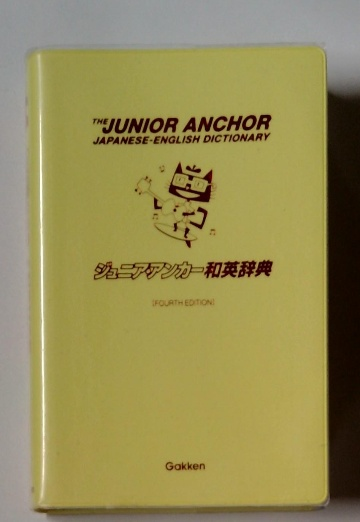 THE JUNIOR ANCHOR
JAPANESE-ENGLISH DICTIONARY
ジュニア・アンカー和英辞典
[FOURTH EDITION]
Gakken